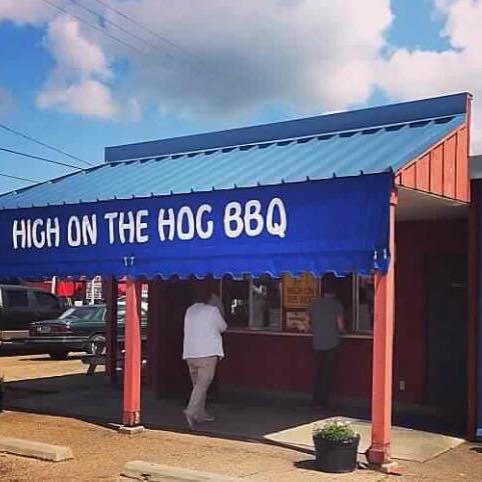 HIGH ON THE HOG BBQ